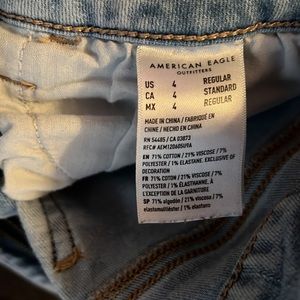 AMERICAN EAGLE
OUTFITTERS
US 4 REGULAR
CA 4 STANDARD
MX 4 REGULAR
MADE IN CHINA / FABRIQUÉ EN
CHINE / HECHO EN CHINA
RN 54485 / CA 03873
RFC# AEM120605U9A
EN 71% COTTON / 21% VISCOSE / 7%
POLYESTER / 1% ELASTANE. EXCLUSIVE OF
DECORATION
FR 71% COTON / 21% VISCOSE / 7%
POLYESTER / 1% ÉLASTHANNE, À
L'EXCEPTION DE LA GARNITURE
SP 71% algodón / 21% viscosa / 7%
elastomultiéster / 1% elastano